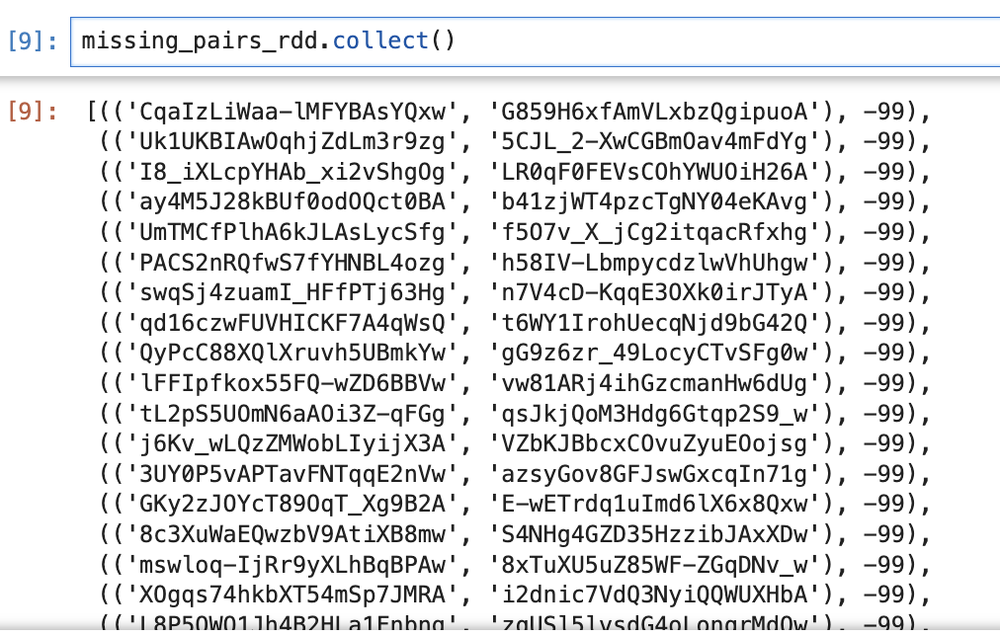 [9]: missing_pairs_rdd.collect()
[9]: [(('CqaIzLiWaa-lMFYBAsYQxw', 'G859H6xfAmVLxbzQgipuoA'), -99),
(('Uk1UKBIAwOqhjZdLm3r9zg', '5CJL_2-XwCGBmOav4mFdYg'), -99),
(('I8_iXLcpYHAb_xi2vShgOg', 'LR0qF0FEVsCOhYWUOiH26A'), -99),
(('ay4M5J28kBUf0odOQct0BA', 'b41zjWT4pzcTgNY04eKAvg'), -99),
(('UmTMCfPlhA6kJLAsLycSfg', 'f5O7v_X_jCg2itqacRfxhg'), -99),
(('PACS2nRQfwS7fYHNBL4ozg', 'h58IV-LbmpycdzlwVhUhgw'), -99),
(('swqSj4zuamI_HFfPTj63Hg', 'n7V4cD-KqqE3OXk0irJTyA'), -99),
(('qd16czwFUVHICKF7A4qWsQ', 't6WY1IrohUecqNjd9bG42Q'), -99),
(('QyPcC88XQlXruvh5UBmkYw', 'gG9z6zr_49LocyCTvSFg0w'), -99),
(('lFFIpfkox55FQ-wZD6BBVw', 'vw81ARj4ihGzcmanHw6dUg'), -99),
(('tL2pS5UOmN6aAOi3Z-qFGg', 'qsJkjQoM3Hdg6Gtqp2S9_w'), -99),
(('j6Kv_wLQzZMWobLIyijX3A', 'VZbKJBbcxCOvuZyuEOojsg'), -99),
(('3UY0P5vAPTavFNTqqE2nVw', 'azsyGov8GFJswGxcqIn71g'), -99),
(('GKy2zJOYcT89OqT_Xg9B2A', 'E-wETrdq1uImd6lX6x8Qxw'), -99),
(('8c3XuWaEQwzbV9AtiXB8mw', 'S4NHg4GZD35HzzibJAxXDw'), -99),
(('mswloq-IjRr9yXLhBqBPAw', '8xTuXU5uZ85WF-ZGqDNv_w'), -99),
(('XOgqs74hkbXT54mSp7JMRA', 'i2dnic7VdQ3NyiQQWUXHbA'), -99),